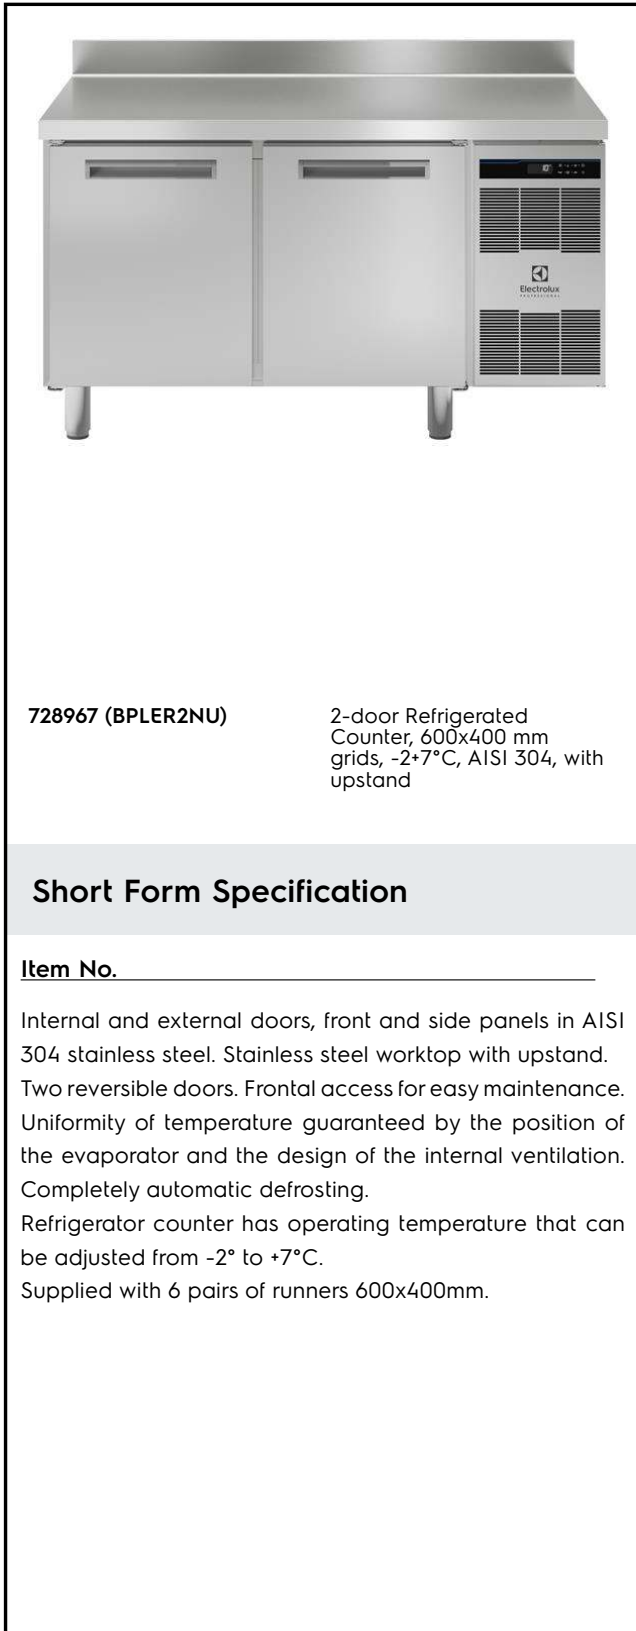 Electrolux
PROFESSIONAL
728967 (BPLER2NU)
2-door Refrigerated
Counter, 600x400 mm
grids, -2+7°C, AISI 304, with
upstand
Short Form Specification
Item No.
Internal and external doors, front and side panels in AISI
304 stainless steel. Stainless steel worktop with upstand.
Two reversible doors. Frontal access for easy maintenance.
Uniformity of temperature guaranteed by the position of
the evaporator and the design of the internal ventilation.
Completely automatic defrosting.
Refrigerator counter has operating temperature that can
be adjusted from -2° to +7°C.
Supplied with 6 pairs of runners 600x400mm.